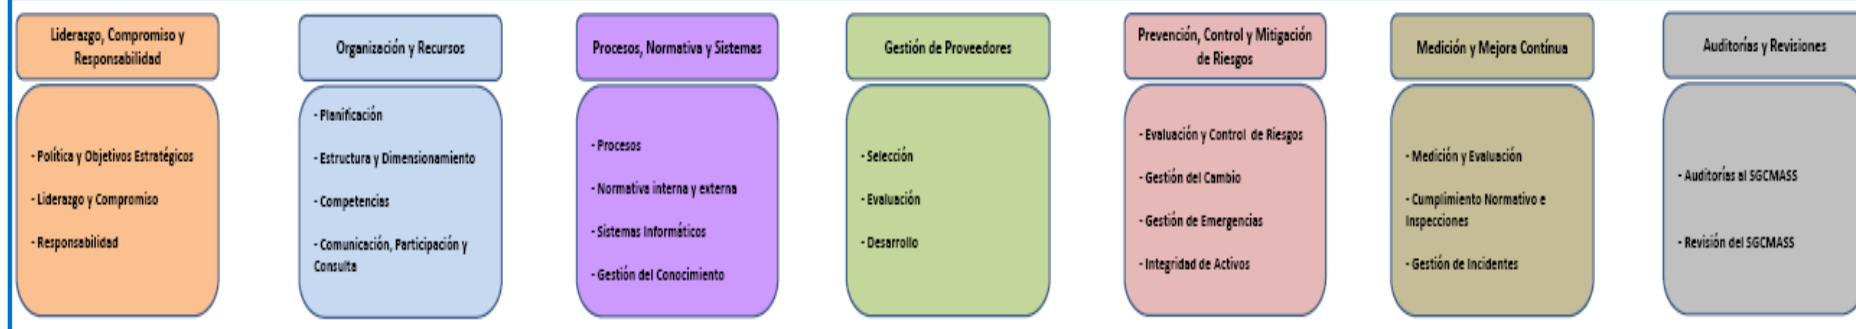 Liderazgo, Compromiso y
Responsabilidad
- Política y Objetivos Estratégicos
- Liderazgo y Compromiso
- Responsabilidad
Organización y Recursos
- Planificación
- Estructura y Dimensionamiento
- Competencias
- Comunicación, Participación y
Consulta
Procesos, Normativa y Sistemas
- Procesos
- Normativa interna y externa
- Sistemas Informáticos
- Gestión del Conocimiento
Gestión de Proveedores
- Selección
- Evaluación
- Desarrollo
Prevención, Control y Mitigación
de Riesgos
- Evaluación y Control de Riesgos
- Gestión del Cambio
- Gestión de Emergencias
- Integridad de Activos
Medición y Mejora Continua
- Medición y Evaluación
- Cumplimiento Normativo e
Inspecciones
- Gestión de Incidentes
Auditorías y Revisiones
- Auditorías al SGCMASS
- Revisión del SGCMASS